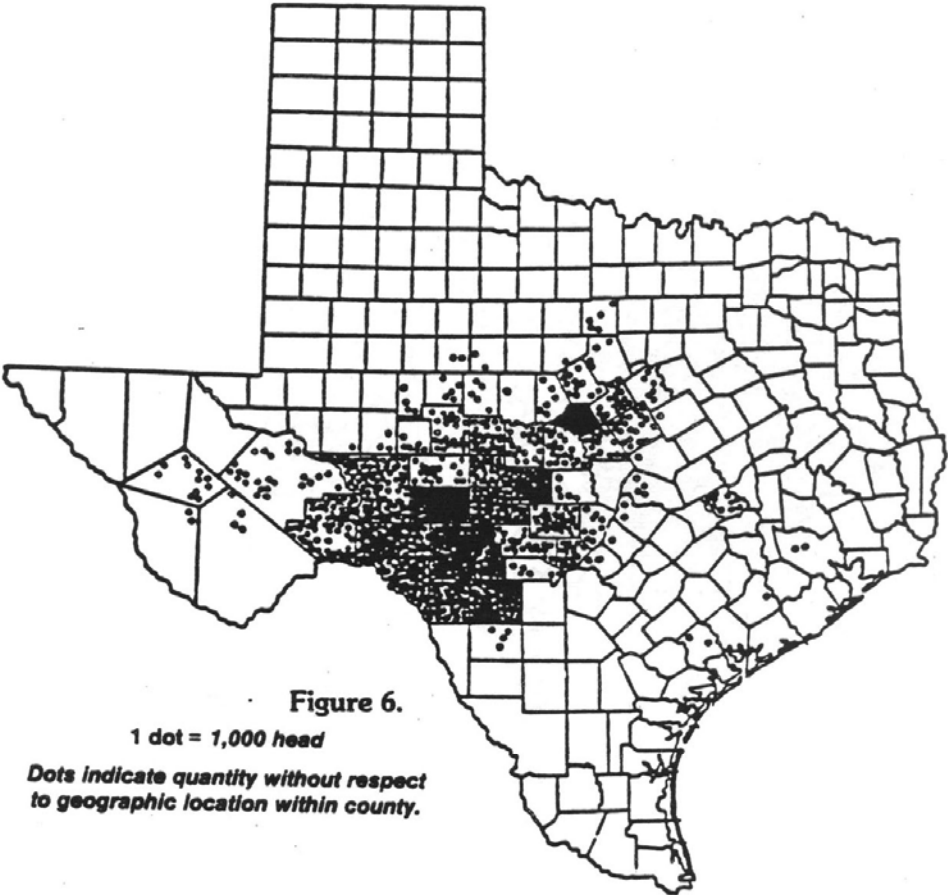 Figure 6.
1 dot = 1,000 head
Dots indicate quantity without respect
to geographic location within county.